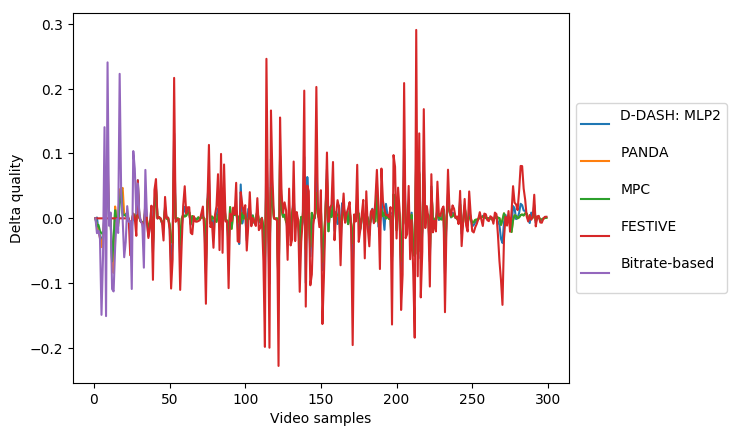 0.3
0.2
0.1
0.0
−0.1
−0.2
Delta quality
0 50 100 150 200 250 300
Video samples
D-DASH: MLP2
PANDA
MPC
FESTIVE
Bitrate-based